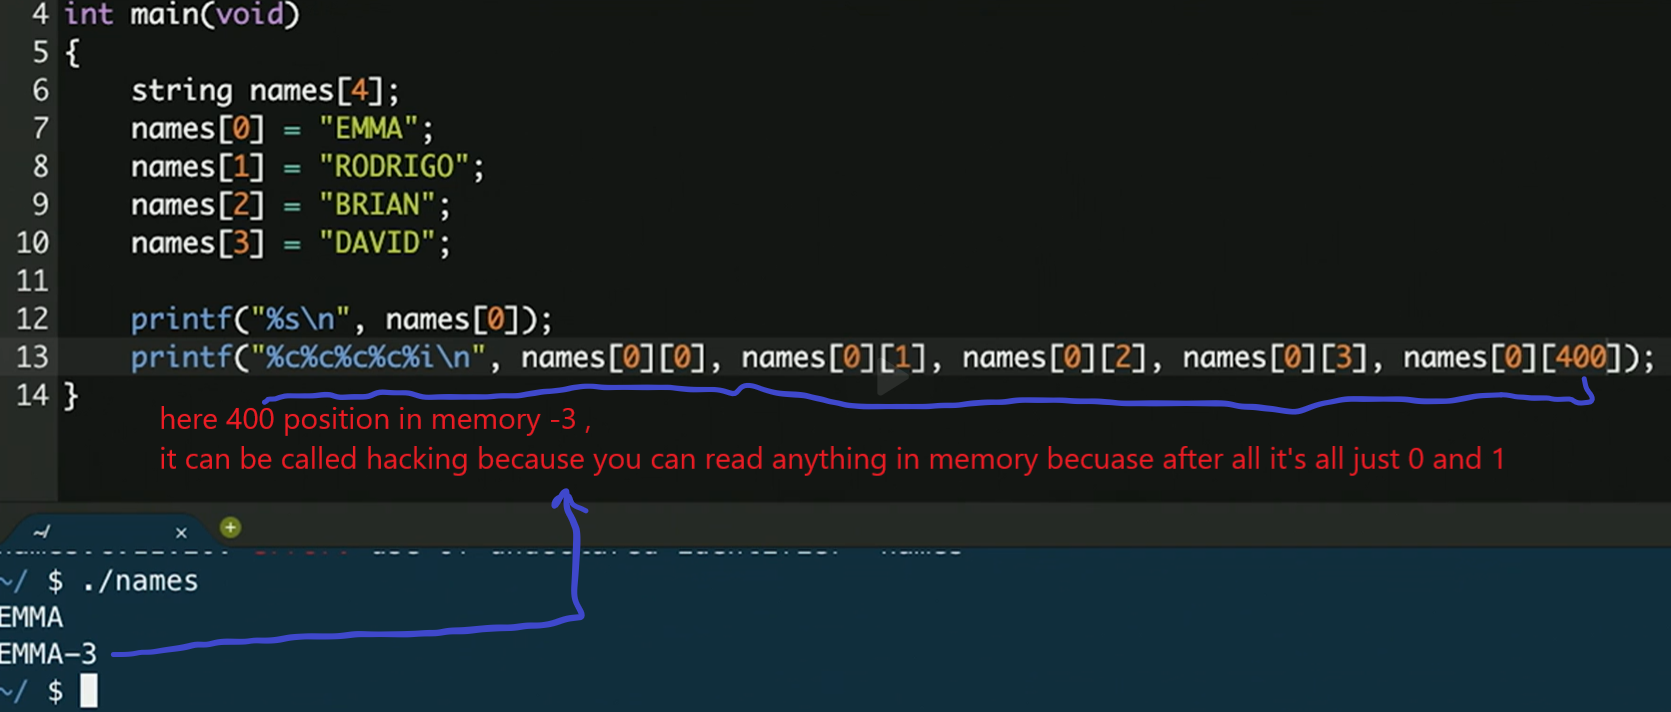 4 int main(void)
5 {
6 string names[4];
7 names[0] = "EMMA";
8 names[1] = "RODRIGO";
9 names[2] = "BRIAN";
10 names[3] = "DAVID";
11
12 printf("%s\n", names[0]);
13 printf("%c%c%c%c%i\n", names[0][0], names[0][1], names[0][2], names[0][3], names[0][400]);
14 }
here 400 position in memory -3 ,
it can be called hacking because you can read anything in memory becuase after all it's all just 0 and 1
~/ × +
~/ $ ./names
EMMA
EMMA-3
~/ $